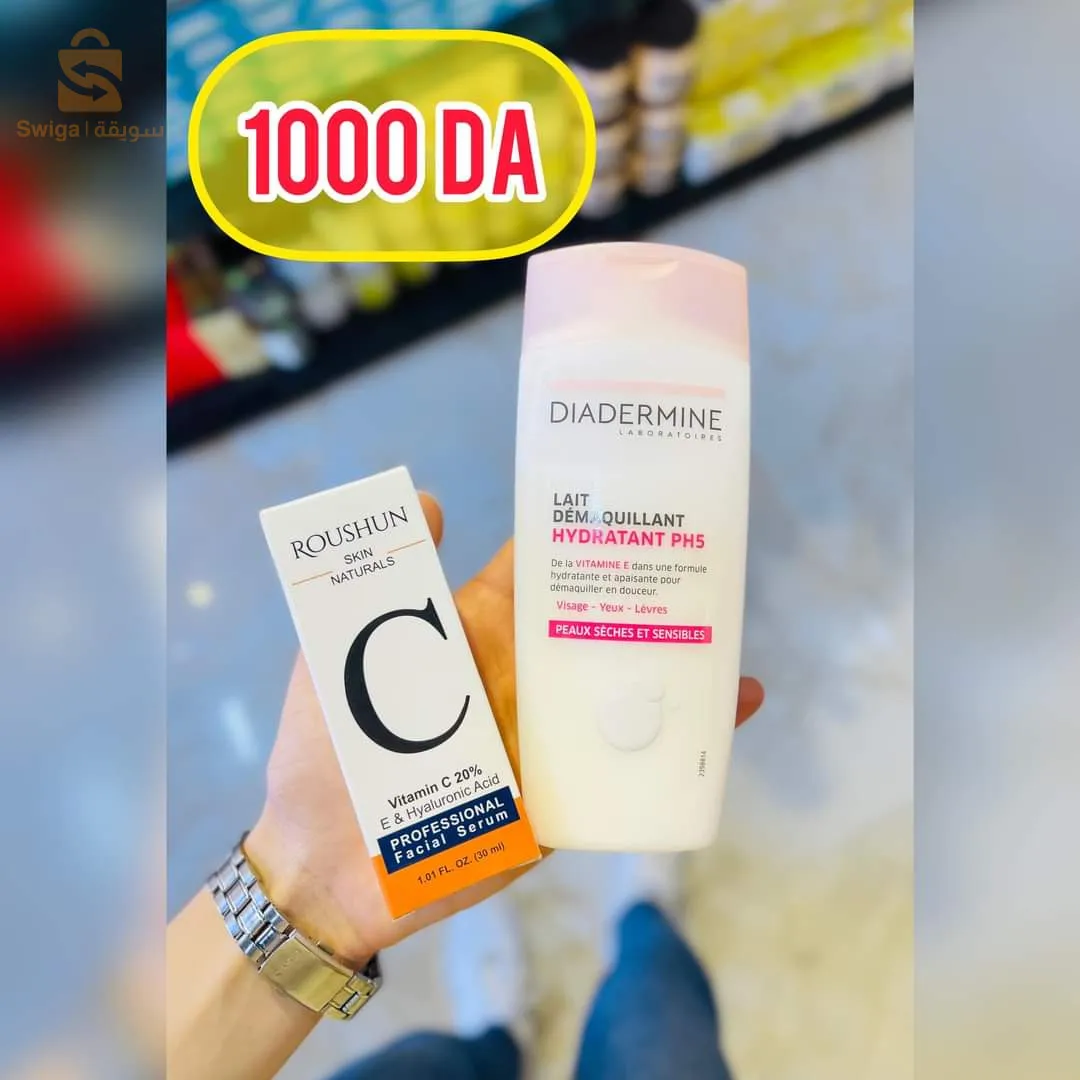 Swiga | سويقة
1000 DA
DIADERMINE
LABORATOIRES
LAIT
DÉMAQUILLANT
HYDRATANT PH5
De la VITAMINE E dans une formule
hydratante et apaisante pour
démaquiller en douceur.
Visage - Yeux - Lèvres
PEAUX SÈCHES ET SENSIBLES
2398614
ROUSHUN
SKIN
NATURALS
C
Vitamin C 20%
E & Hyaluronic Acid
PROFESSIONAL
Facial Serum
1.01 FL. OZ. (30 ml)